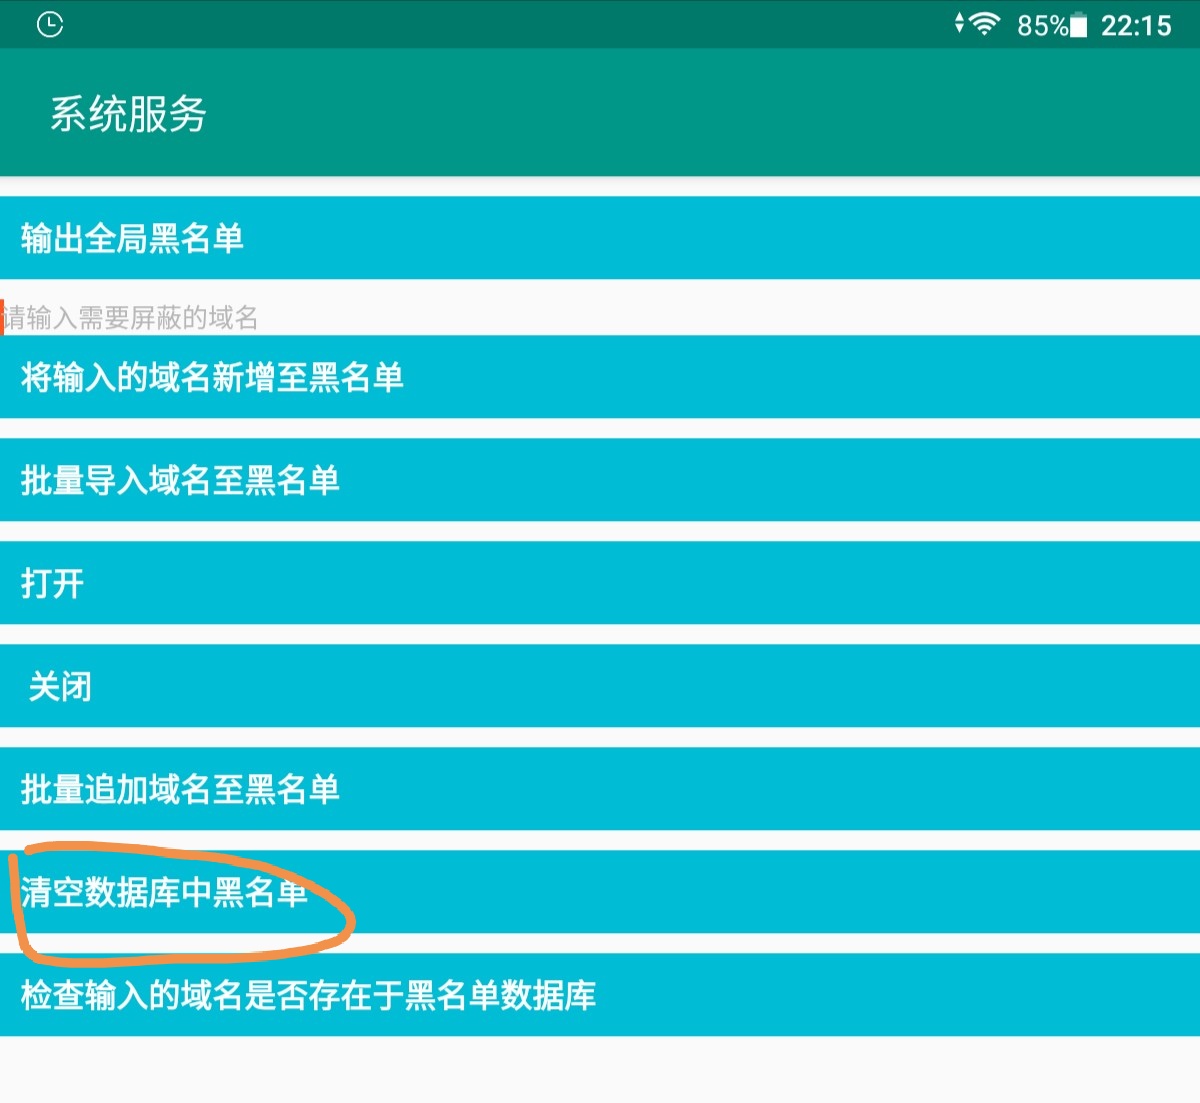 85% 22:15
系统服务
输出全局黑名单
请输入需要屏蔽的域名
将输入的域名新增至黑名单
批量导入域名至黑名单
打开
关闭
批量追加域名至黑名单
清空数据库中黑名单
检查输入的域名是否存在于黑名单数据库